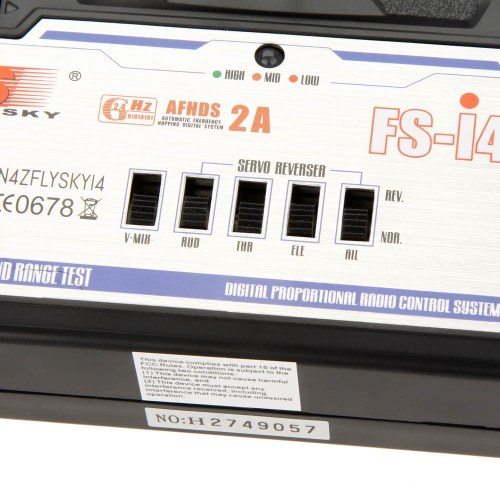 HIGH MID LOW
®
SKY
2.4G Hz
01010101
AFHDS 2A
AUTOMATIC FREQUENCY
HOPPING DIGITAL SYSTEM
FS-i4
N4ZFLYSKYI4
CE0678
SERVO REVERSER
REV.
NOR.
V-MIX RUD THR ELE AIL
RANGE TEST
DIGITAL PROPORTIONAL RADIO CONTROL SYSTEM
This device complies with part 15 of the
FCC Rules. Operation is subject to the
following two conditions:
(1) This device may not cause harmful
interference, and
(2) This device must accept any
interference received, including
interference that may cause undesired
operation.
NO:H2749057